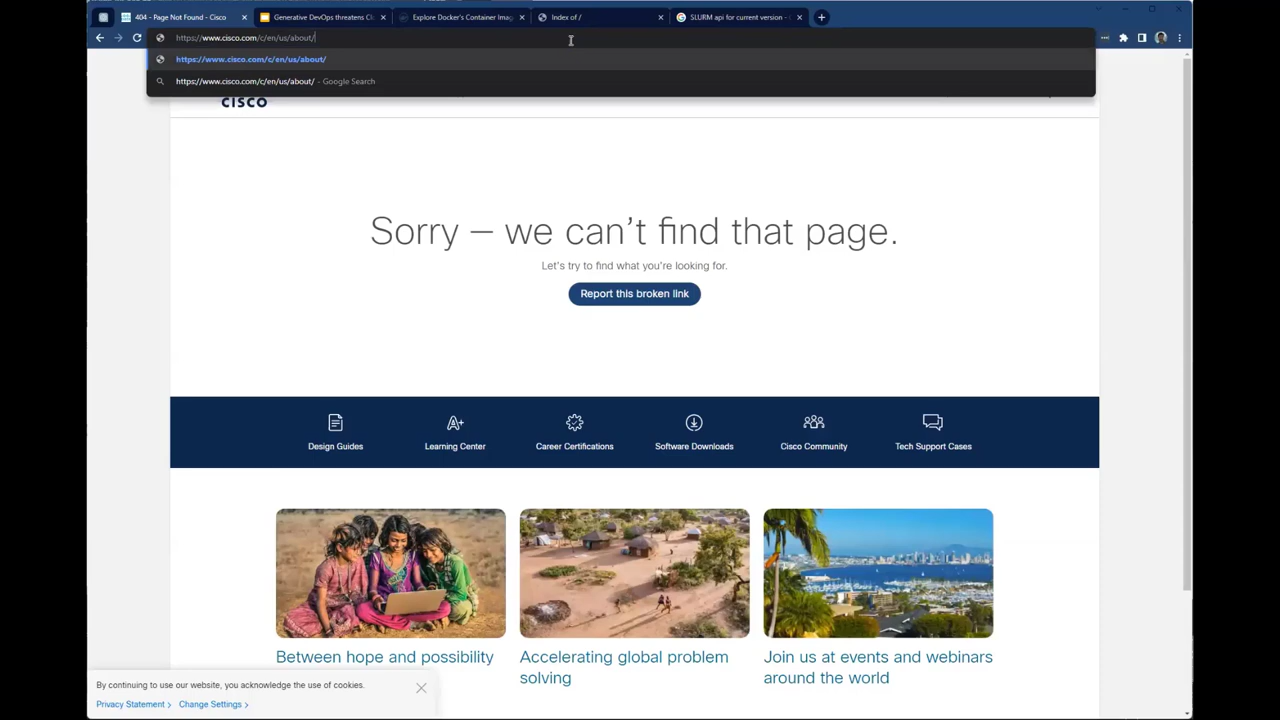 404 - Page Not Found - Cisco
Generative DevOps threatens Cl
Explore Docker's Container Imag
Index of /
SLURM api for current version - G
https://www.cisco.com/c/en/us/about/
https://www.cisco.com/c/en/us/about/
https://www.cisco.com/c/en/us/about/ - Google Search
CISCO
Sorry — we can't find that page.
Let's try to find what you're looking for.
Report this broken link
Design Guides
Learning Center
Career Certifications
Software Downloads
Cisco Community
Tech Support Cases
Between hope and possibility
Accelerating global problem
solving
Join us at events and webinars
around the world
By continuing to use our website, you acknowledge the use of cookies.
Privacy Statement >
Change Settings >